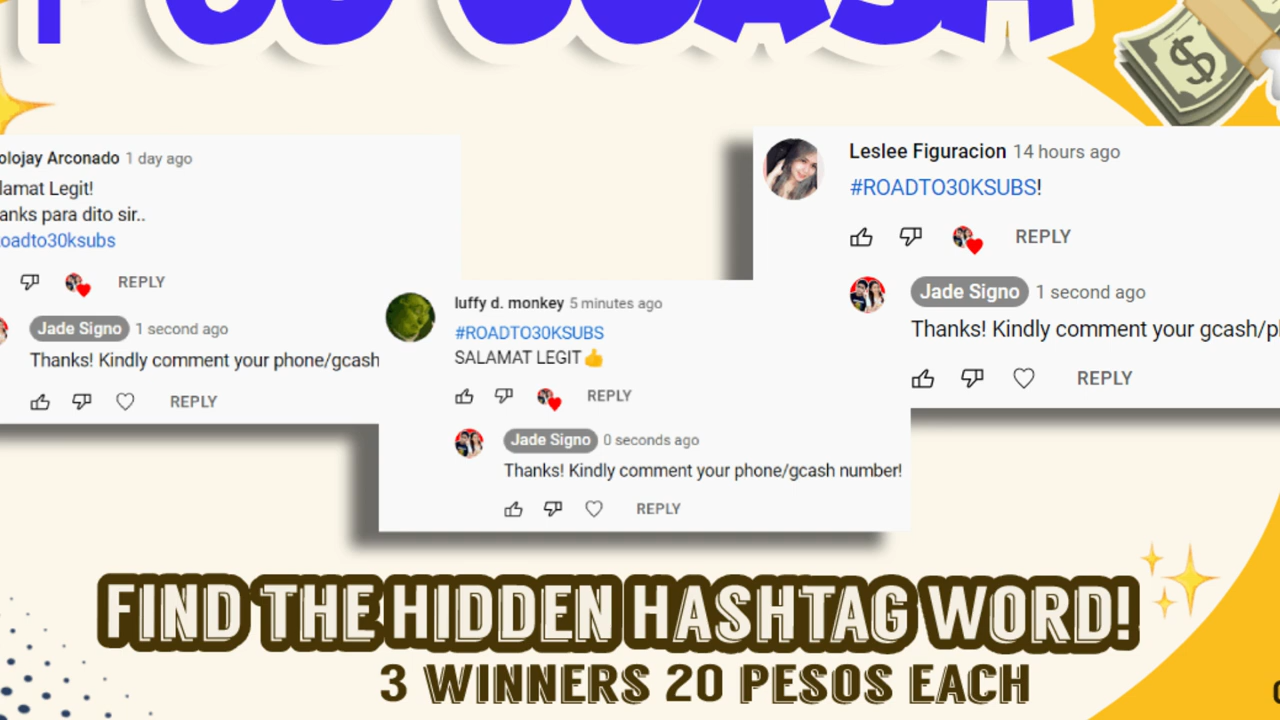 GCASH
olojay Arconado 1 day ago
lamat Legit!
anks para dito sir..
oadto30ksubs
REPLY
Jade Signo 1 second ago
Thanks! Kindly comment your phone/gcash
REPLY
luffy d. monkey 5 minutes ago
#ROADTO30KSUBS
SALAMAT LEGIT👍
REPLY
Jade Signo 0 seconds ago
Thanks! Kindly comment your phone/gcash number!
REPLY
Leslee Figuracion 14 hours ago
#ROADTO30KSUBS!
REPLY
Jade Signo 1 second ago
Thanks! Kindly comment your gcash/p
REPLY
FIND THE HIDDEN HASHTAG WORD!
3 WINNERS 20 PESOS EACH